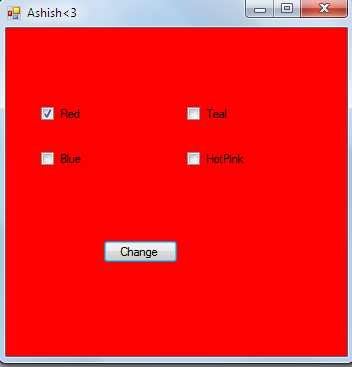 Ashish<3
Red Teal
Blue HotPink
Change